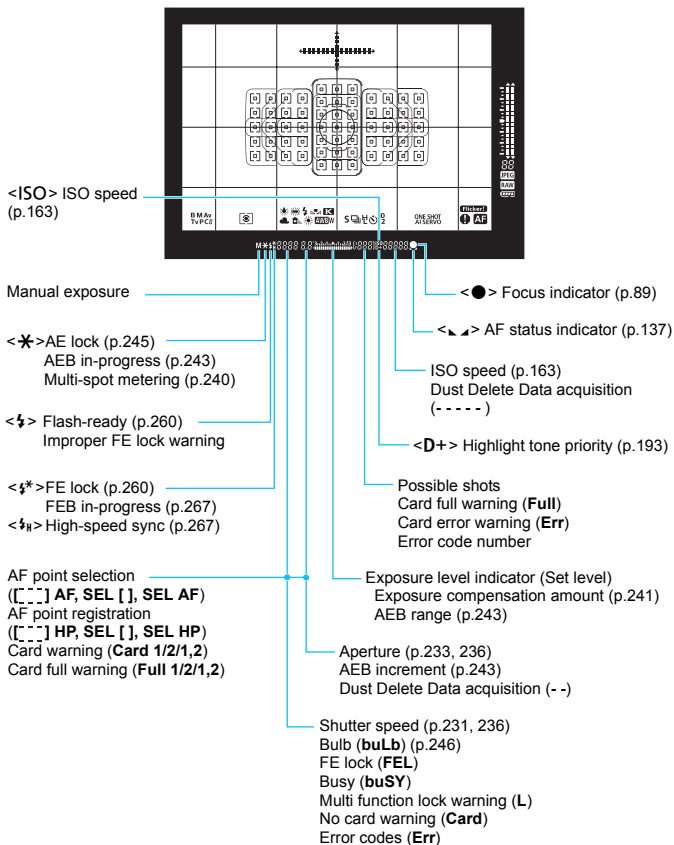 88
JPEG
RAW
Flicker!
B M Av
Tv PC8
K
AWB W
S
0
2
ONE SHOT
AI SERVO
AF
<ISO> ISO speed
(p.163)
Manual exposure
<✱>AE lock (p.245)
AEB in-progress (p.243)
Multi-spot metering (p.240)
<⚡> Flash-ready (p.260)
Improper FE lock warning
<⚡*>FE lock (p.260)
FEB in-progress (p.267)
<⚡H> High-speed sync (p.267)
AF point selection
([ ] AF, SEL [ ], SEL AF)
AF point registration
([ ] HP, SEL [ ], SEL HP)
Card warning (Card 1/2/1,2)
Card full warning (Full 1/2/1,2)
<●> Focus indicator (p.89)
<◣ ◢> AF status indicator (p.137)
ISO speed (p.163)
Dust Delete Data acquisition
(- - - - - )
<D+> Highlight tone priority (p.193)
Possible shots
Card full warning (Full)
Card error warning (Err)
Error code number
Exposure level indicator (Set level)
Exposure compensation amount (p.241)
AEB range (p.243)
Aperture (p.233, 236)
AEB increment (p.243)
Dust Delete Data acquisition (- -)
Shutter speed (p.231, 236)
Bulb (buLb) (p.246)
FE lock (FEL)
Busy (buSY)
Multi function lock warning (L)
No card warning (Card)
Error codes (Err)